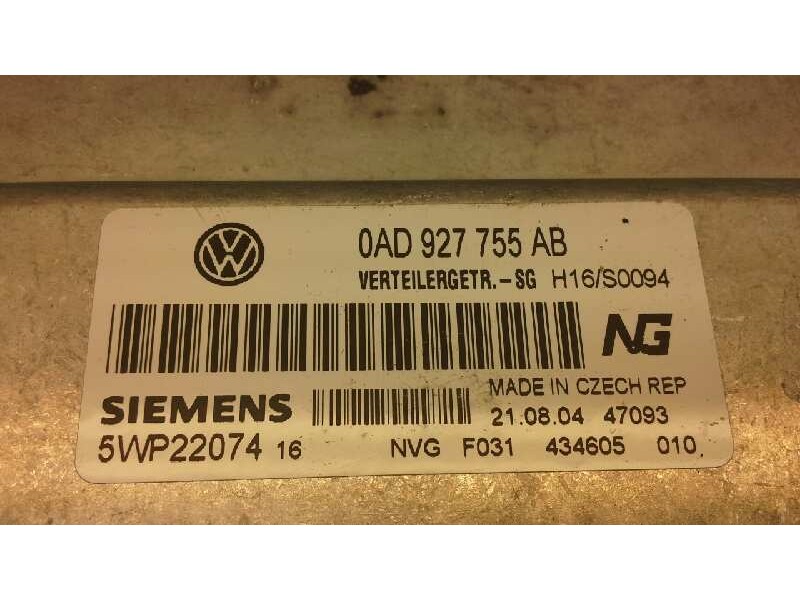 VW
0AD 927 755 AB
VERTEILERGETR.-SG H16/S0094
NG
MADE IN CZECH REP
SIEMENS
21.08.04 47093
5WP22074 16 NVG F031 434605 010